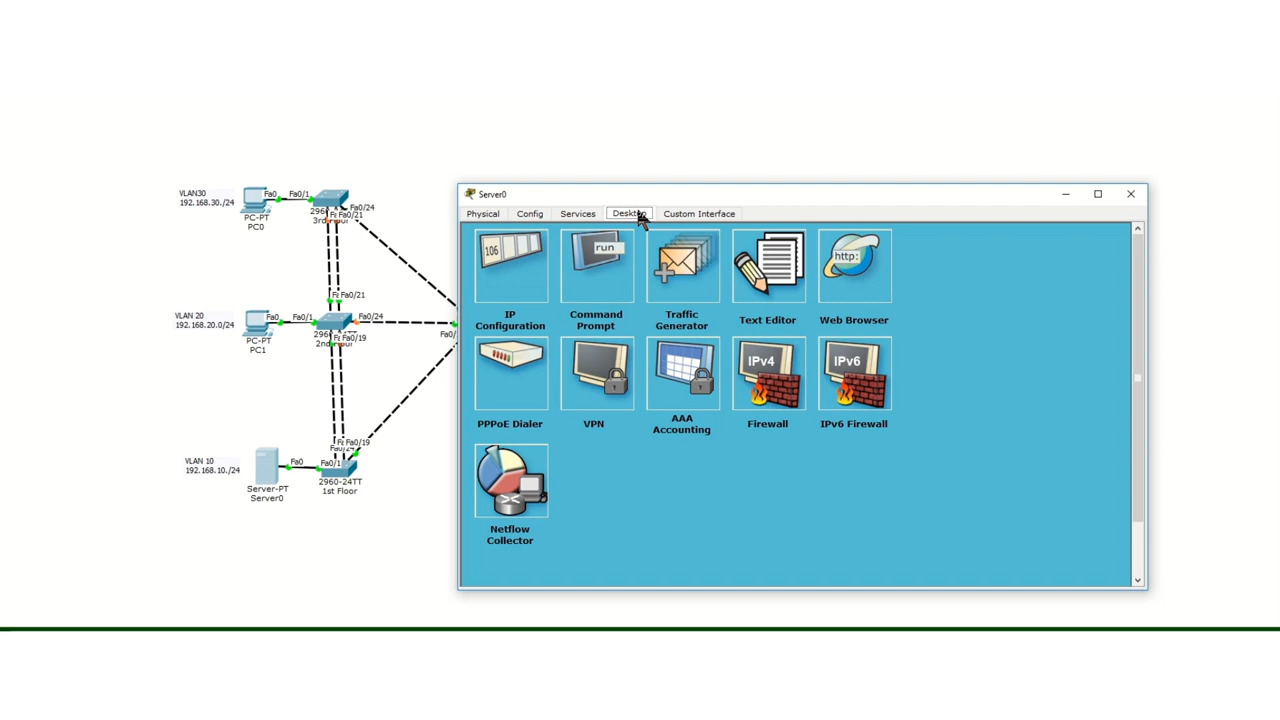 VLAN30
192.168.30./24
Fa0
Fa0/1
PC-PT
PC0
Fa0/24
Fa0/21
VLAN 20
192.168.20.0/24
Fa0
Fa0/1
PC-PT
PC1
Fa0/21
Fa0/24
Fa0/19
VLAN 10
192.168.10./24
Fa0
Fa0/1
Server-PT
Server0
Fa0/19
2960-24TT
1st Floor
Server0
Physical
Config
Services
Desktop
Custom Interface
106
run
http:
IP
Configuration
Command
Prompt
Traffic
Generator
Text Editor
Web Browser
IPv4
IPv6
PPPoE Dialer
VPN
AAA
Accounting
Firewall
IPv6 Firewall
Netflow
Collector